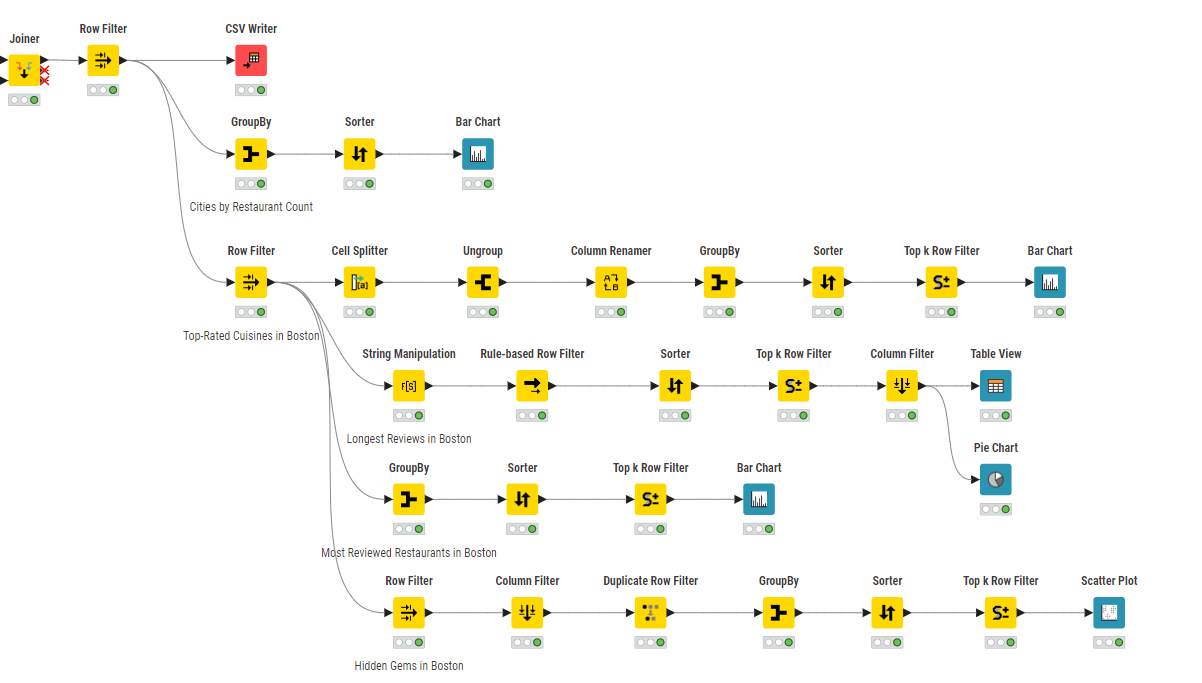 Joiner
Row Filter
CSV Writer
GroupBy
Sorter
Bar Chart
Cities by Restaurant Count
Row Filter
Cell Splitter
Ungroup
Column Renamer
GroupBy
Sorter
Top k Row Filter
Bar Chart
Top-Rated Cuisines in Boston
String Manipulation
Rule-based Row Filter
Sorter
Top k Row Filter
Column Filter
Table View
Longest Reviews in Boston
Pie Chart
GroupBy
Sorter
Top k Row Filter
Bar Chart
Most Reviewed Restaurants in Boston
Row Filter
Column Filter
Duplicate Row Filter
GroupBy
Sorter
Top k Row Filter
Scatter Plot
Hidden Gems in Boston